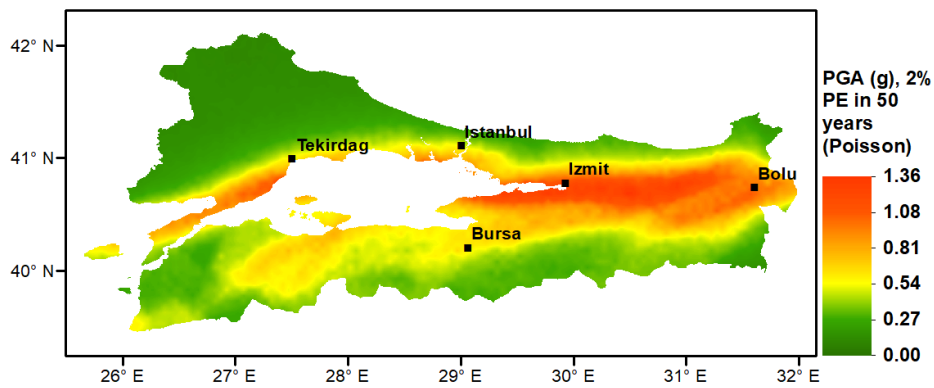 42° N
41° N
40° N
26° E
27° E
28° E
29° E
30° E
31° E
32° E
Istanbul
Tekirdag
Izmit
Bolu
Bursa
PGA (g), 2%
PE in 50
years
(Poisson)
1.36
1.08
0.81
0.54
0.27
0.00